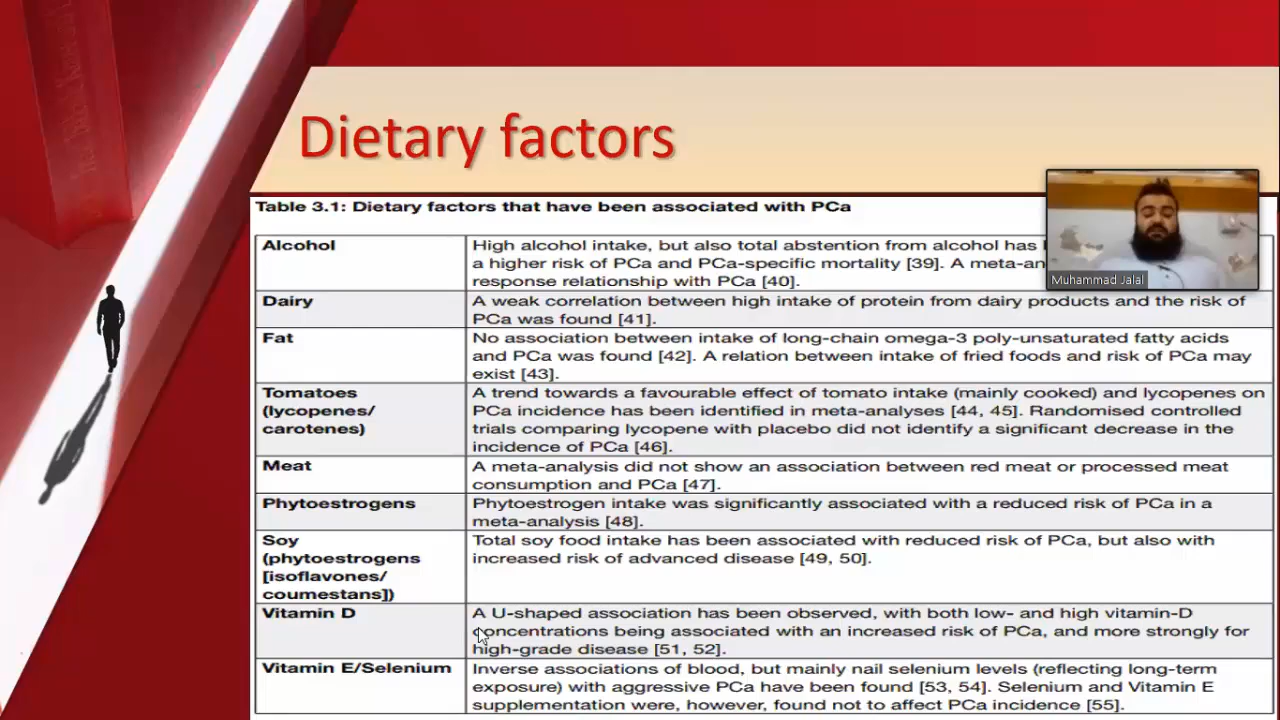 Dietary factors
Table 3.1: Dietary factors that have been associated with PCa
Alcohol
High alcohol intake, but also total abstention from alcohol has
a higher risk of PCa and PCa-specific mortality [39]. A
response relationship with PCa [40].
Dairy
A weak correlation between high intake of protein from dairy products and the risk of
PCa was found [41].
Fat
No association between intake of long-chain omega-3 poly-unsaturated fatty acids
and PCa was found [42]. A relation between intake of fried foods and risk of PCa may
exist [43].
Tomatoes
(lycopenes/
carotenes)
A trend towards a favourable effect of tomato intake (mainly cooked) and lycopenes on
PCa incidence has been identified in meta-analyses [44, 45]. Randomised controlled
trials comparing lycopene with placebo did not identify a significant decrease in the
incidence of PCa [46].
Meat
A meta-analysis did not show an association between red meat or processed meat
consumption and PCa [47].
Phytoestrogens
Phytoestrogen intake was significantly associated with a reduced risk of PCa in a
meta-analysis [48].
Soy
(phytoestrogens
[isoflavones/
coumestans])
Total soy food intake has been associated with reduced risk of PCa, but also with
increased risk of advanced disease [49, 50].
Vitamin D
A U-shaped association has been observed, with both low- and high vitamin-D
concentrations being associated with an increased risk of PCa, and more strongly for
high-grade disease [51, 52].
Vitamin E/Selenium
Inverse associations of blood, but mainly nail selenium levels (reflecting long-term
exposure) with aggressive PCa have been found [53, 54]. Selenium and Vitamin E
supplementation were, however, found not to affect PCa incidence [55].
Muhammad Jalal